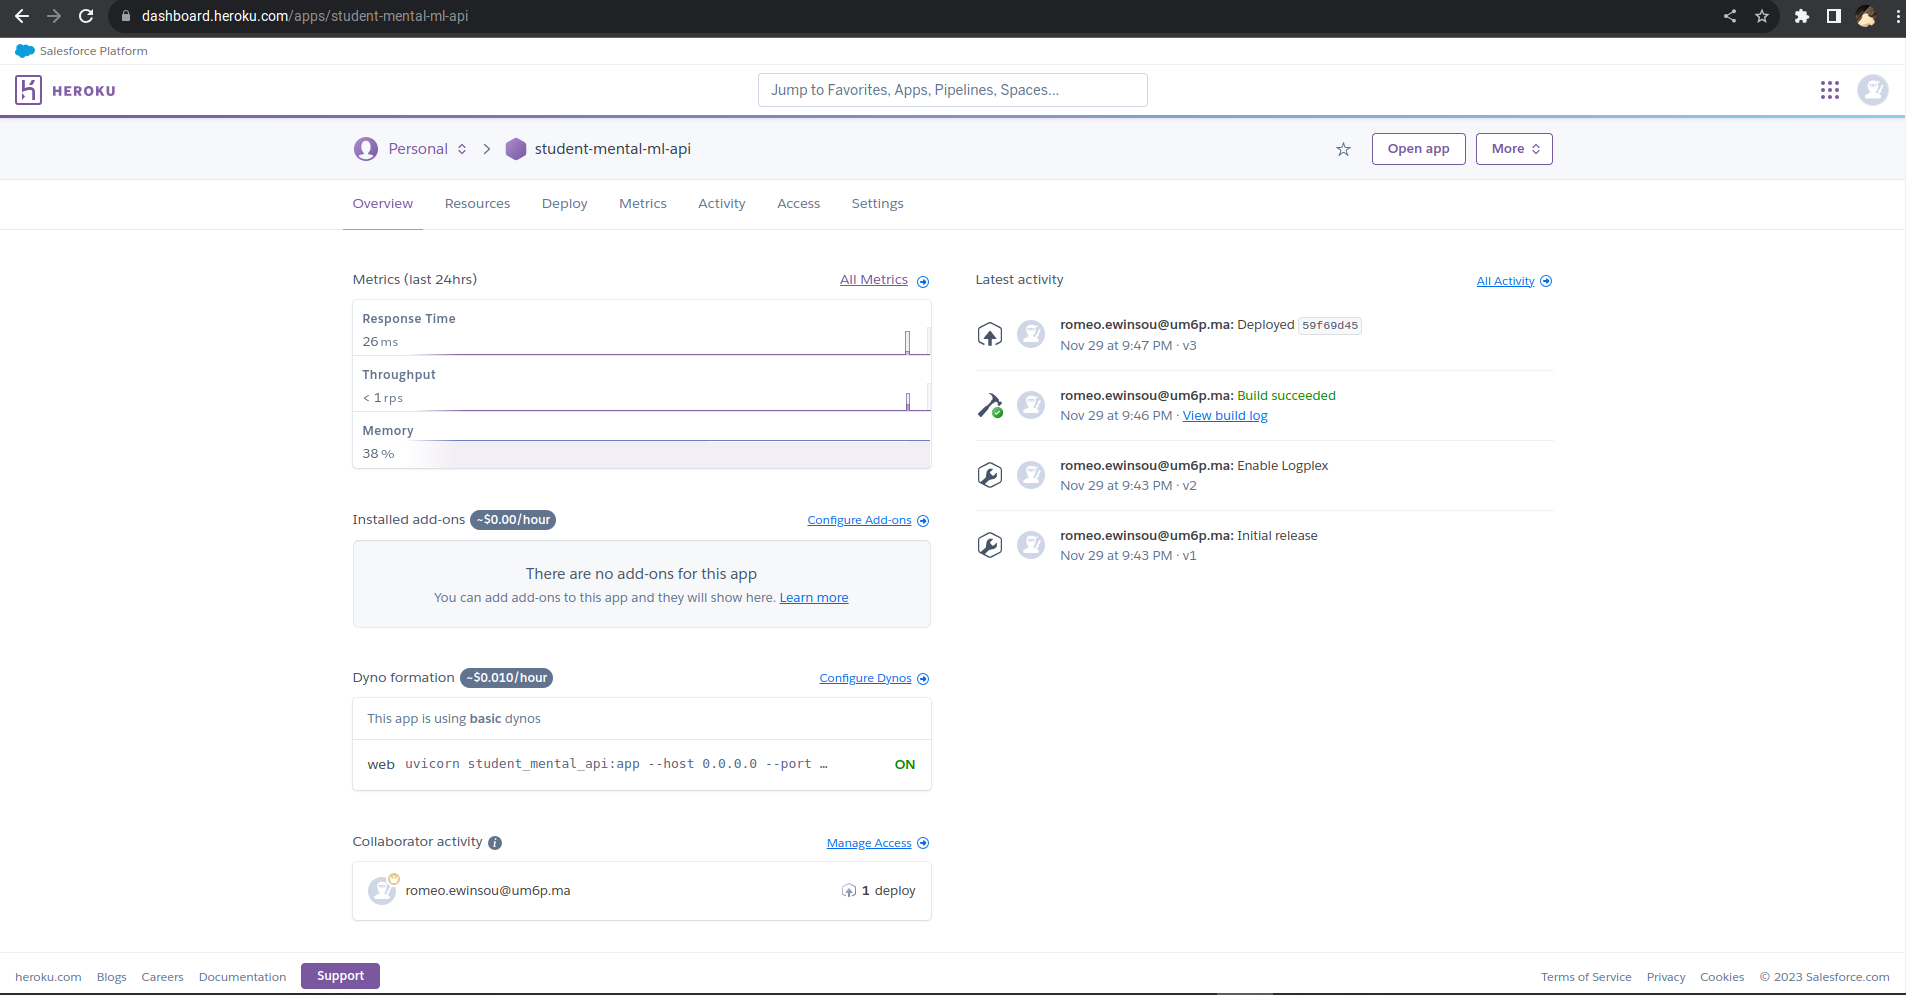 dashboard.heroku.com/apps/student-mental-ml-api
Salesforce Platform
HEROKU
Jump to Favorites, Apps, Pipelines, Spaces...
Personal
student-mental-ml-api
Open app
More
Overview
Resources
Deploy
Metrics
Activity
Access
Settings
Metrics (last 24hrs)
All Metrics
Response Time
26 ms
Throughput
< 1 rps
Memory
38 %
Installed add-ons ~$0.00/hour
Configure Add-ons
There are no add-ons for this app
You can add add-ons to this app and they will show here. Learn more
Dyno formation ~$0.010/hour
Configure Dynos
This app is using basic dynos
web uvicorn student_mental_api:app --host 0.0.0.0 --port …
ON
Collaborator activity i
Manage Access
romeo.ewinsou@um6p.ma
1 deploy
Latest activity
All Activity
romeo.ewinsou@um6p.ma: Deployed 59f69d45
Nov 29 at 9:47 PM · v3
romeo.ewinsou@um6p.ma: Build succeeded
Nov 29 at 9:46 PM · View build log
romeo.ewinsou@um6p.ma: Enable Logplex
Nov 29 at 9:43 PM · v2
romeo.ewinsou@um6p.ma: Initial release
Nov 29 at 9:43 PM · v1
heroku.com
Blogs
Careers
Documentation
Support
Terms of Service
Privacy
Cookies
© 2023 Salesforce.com